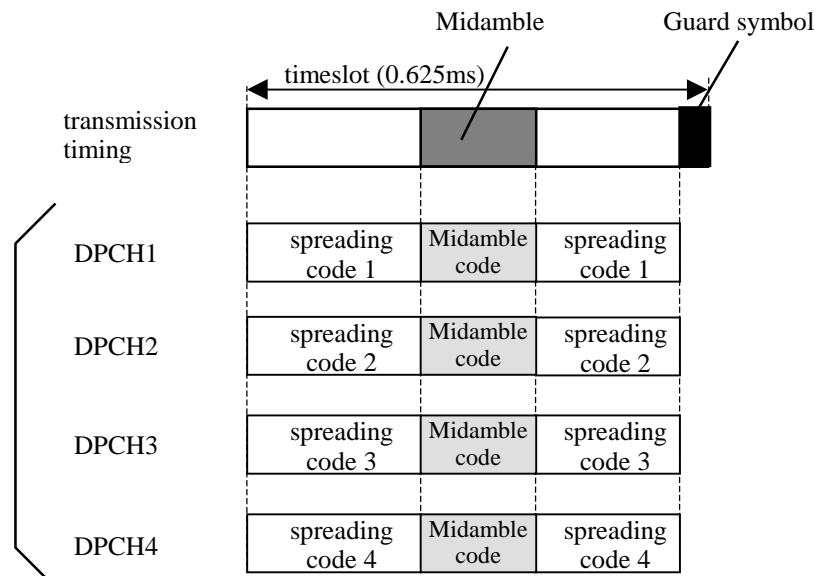 Midamble
Guard symbol
timeslot (0.625ms)
transmission
timing
DPCH1
spreading
code 1
Midamble
code
spreading
code 1
DPCH2
spreading
code 2
Midamble
code
spreading
code 2
DPCH3
spreading
code 3
Midamble
code
spreading
code 3
DPCH4
spreading
code 4
Midamble
code
spreading
code 4